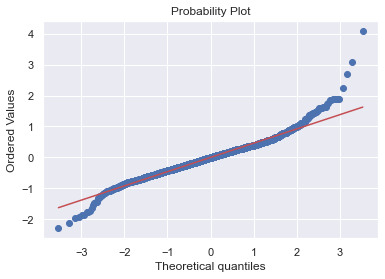 Probability Plot
Ordered Values
4
3
2
1
0
−1
−2
−3 −2 −1 0 1 2 3
Theoretical quantiles